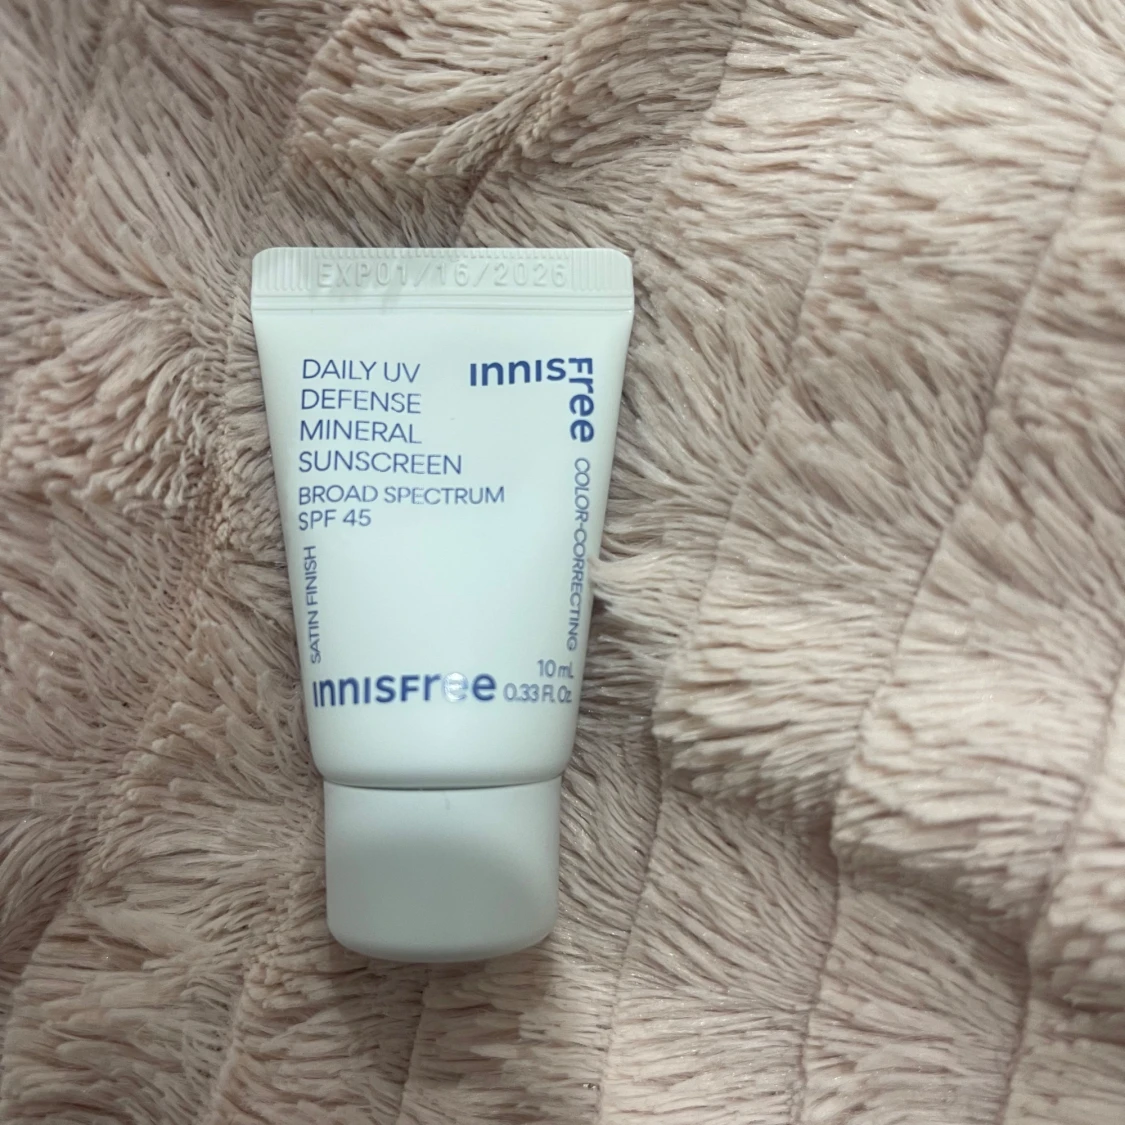 EXP01/16/2026
DAILY UV
DEFENSE
MINERAL
SUNSCREEN
BROAD SPECTRUM
SPF 45
INNISFree
COLOR-CORRECTING
SATIN FINISH
INNISFree
10 mL
0.33 Fl. Oz.